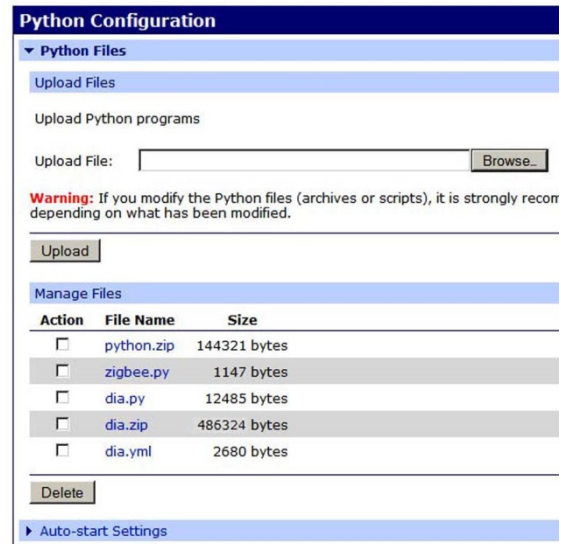 Python Configuration
Python Files
Upload Files
Upload Python programs
Upload File: Browse..
Warning: If you modify the Python files (archives or scripts), it is strongly recom
depending on what has been modified.
Upload
Manage Files
Action File Name Size
python.zip 144321 bytes
zigbee.py 1147 bytes
dia.py 12485 bytes
dia.zip 486324 bytes
dia.yml 2680 bytes
Delete
Auto-start Settings